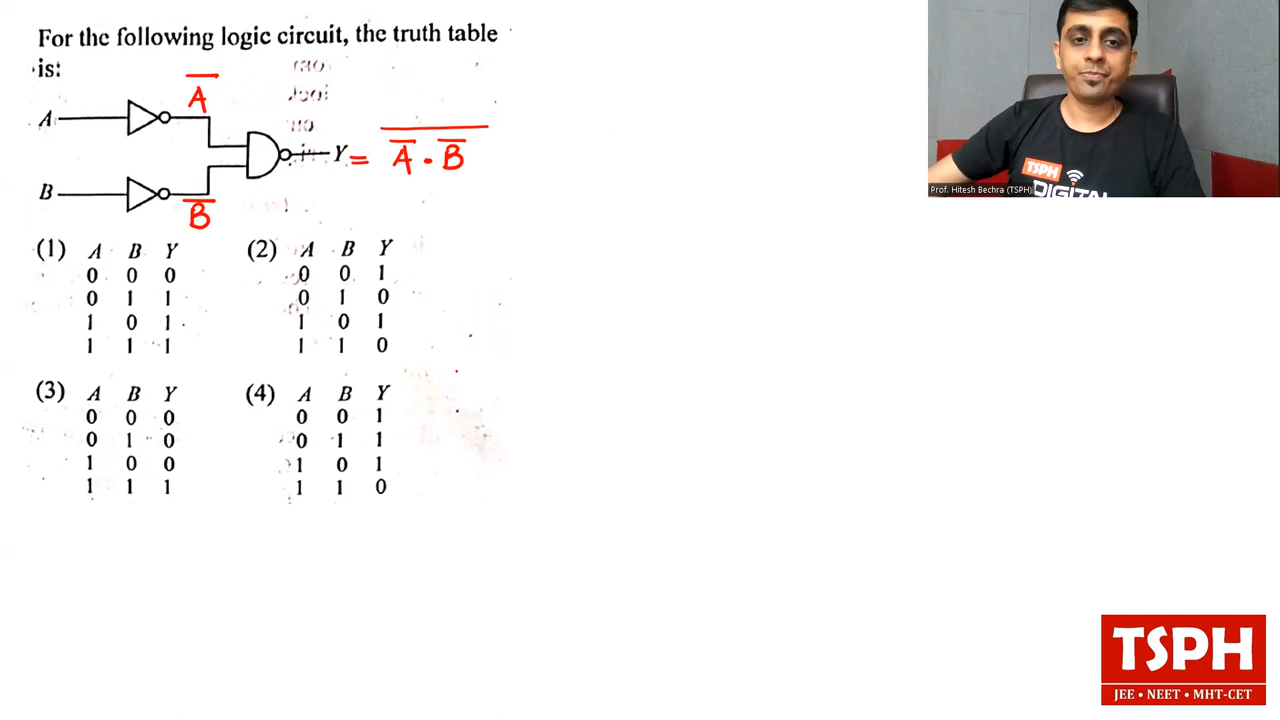 For the following logic circuit, the truth table
is:
A
B
A̅
B̅
Y = \overline{A̅ . B̅}
(1) A B Y
0 0 0
0 1 1
1 0 1
1 1 1
(2) A B Y
0 0 1
0 1 0
1 0 1
1 1 0
(3) A B Y
0 0 0
0 1 0
1 0 0
1 1 1
(4) A B Y
0 0 1
0 1 1
1 0 1
1 1 0
TSPH
DIGITAL
Prof. Hitesh Bechra (TSPH)
TSPH
JEE • NEET • MHT-CET